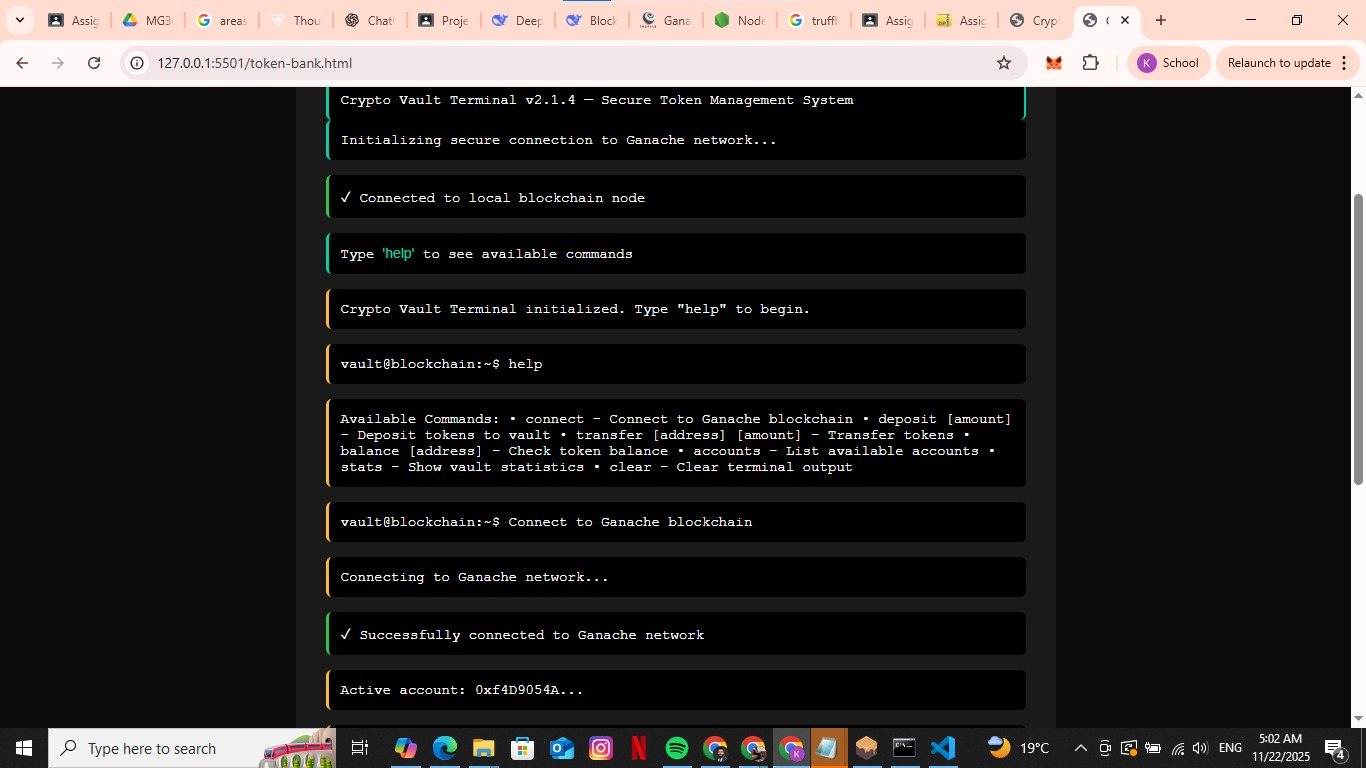 Assig
MG3
areas
Thou
Chat
Proje
Deep
Block
Gana
Node
truffl
Assig
Assig
Cryp
127.0.0.1:5501/token-bank.html
K School
Relaunch to update
Crypto Vault Terminal v2.1.4 — Secure Token Management System
Initializing secure connection to Ganache network...
✓ Connected to local blockchain node
Type 'help' to see available commands
Crypto Vault Terminal initialized. Type "help" to begin.
vault@blockchain:~$ help
Available Commands: • connect - Connect to Ganache blockchain • deposit [amount]
- Deposit tokens to vault • transfer [address] [amount] - Transfer tokens •
balance [address] - Check token balance • accounts - List available accounts •
stats - Show vault statistics • clear - Clear terminal output
vault@blockchain:~$ Connect to Ganache blockchain
Connecting to Ganache network...
✓ Successfully connected to Ganache network
Active account: 0xf4D9054A...
Type here to search
19°C
ENG
5:02 AM
11/22/2025
4